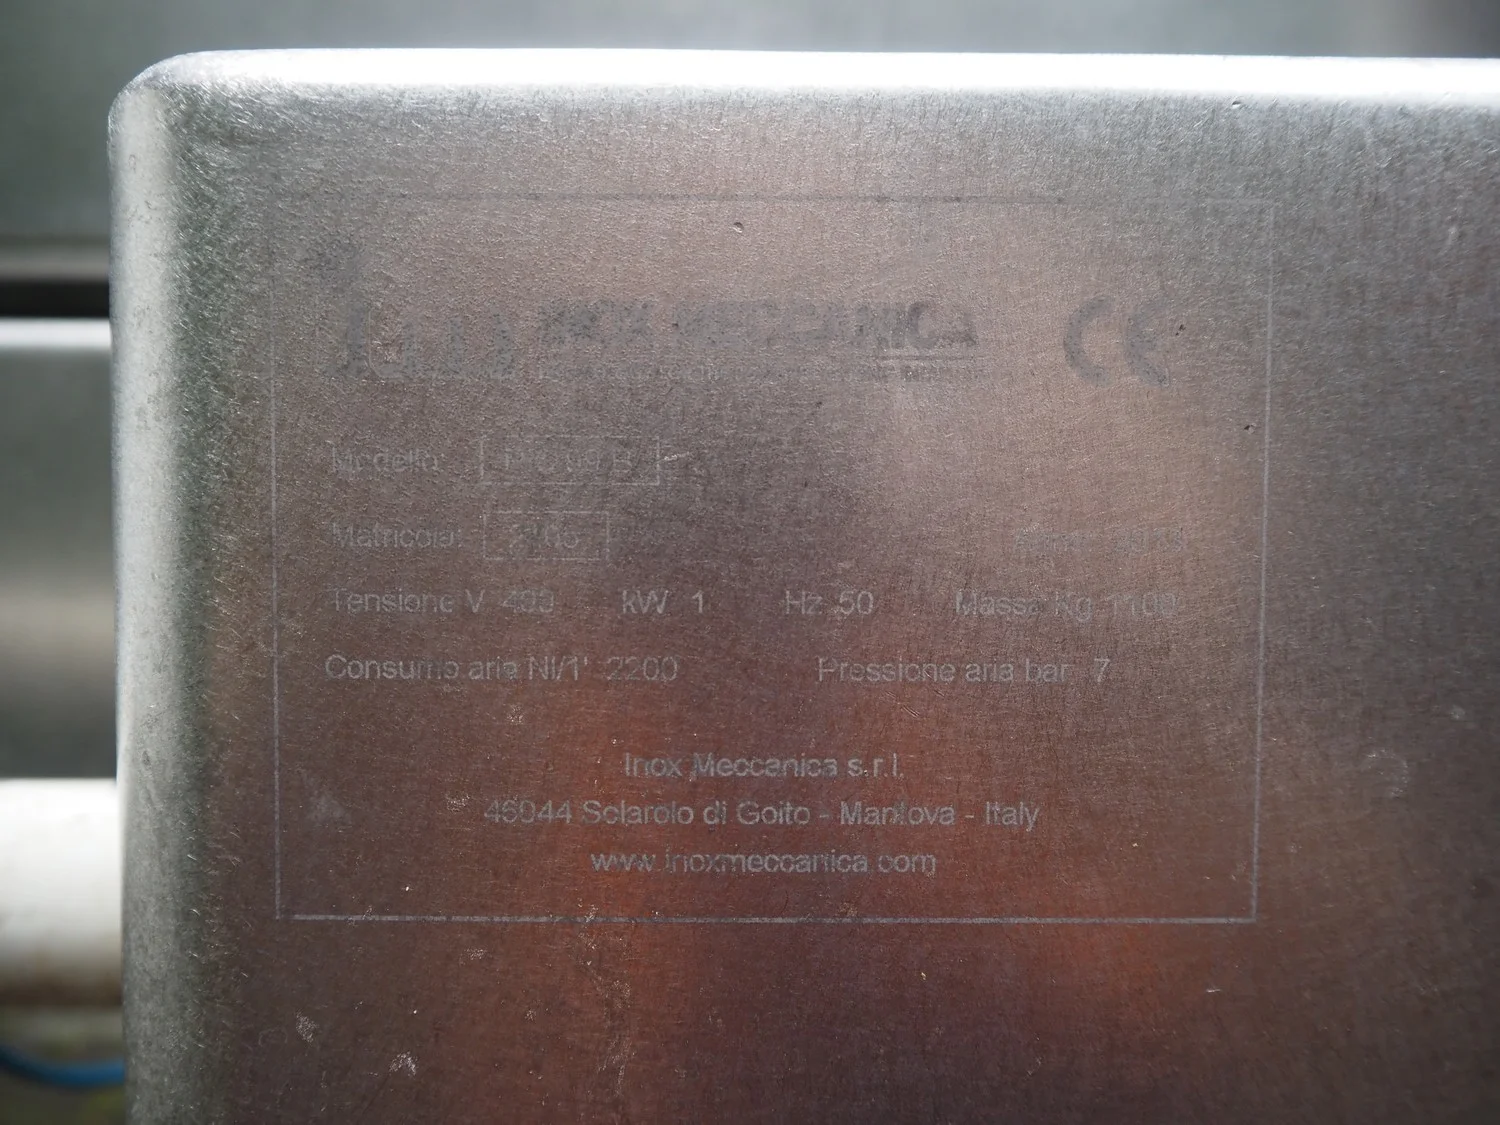 INOX MECCANICA CE
Modello
Matricola
Tensione V 400 kW 1 Hz 50 Massa Kg 1100
Consumo aria Nl/1' 2200 Pressione aria bar 7
Inox Meccanica s.r.l.
46044 Solarolo di Goito - Mantova - Italy
www.inoxmeccanica.com